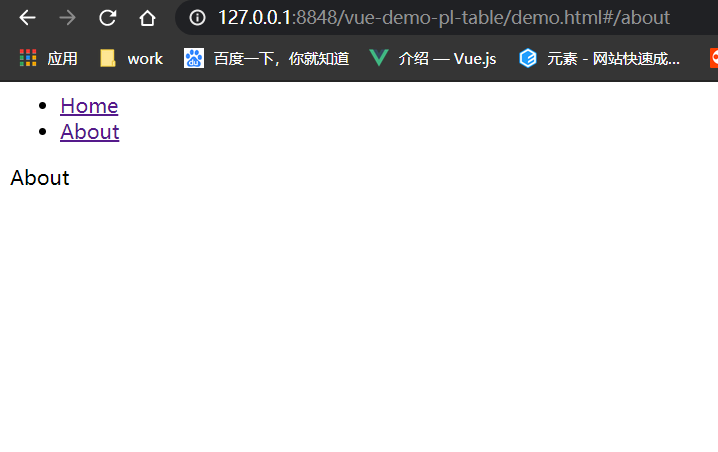 127.0.0.1:8848/vue-demo-pl-table/demo.html#/about
应用 work 百度一下，你就知道 介绍 — Vue.js 元素 - 网站快速成...
Home
About
About